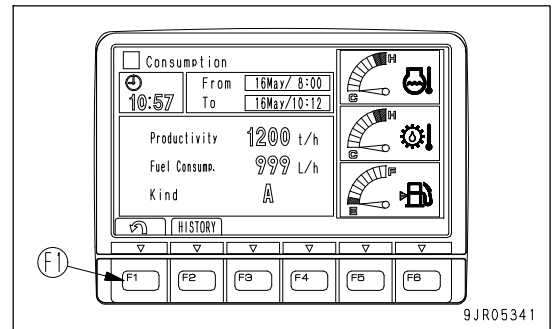 Consumption
From 16May/ 8:00
10:57 To 16May/10:12
Productivity 1200 t/h
Fuel Consump. 999 L/h
Kind A
HISTORY
H
C
H
C
F
E
F1
F1 F2 F3 F4 F5 F6
9JR05341